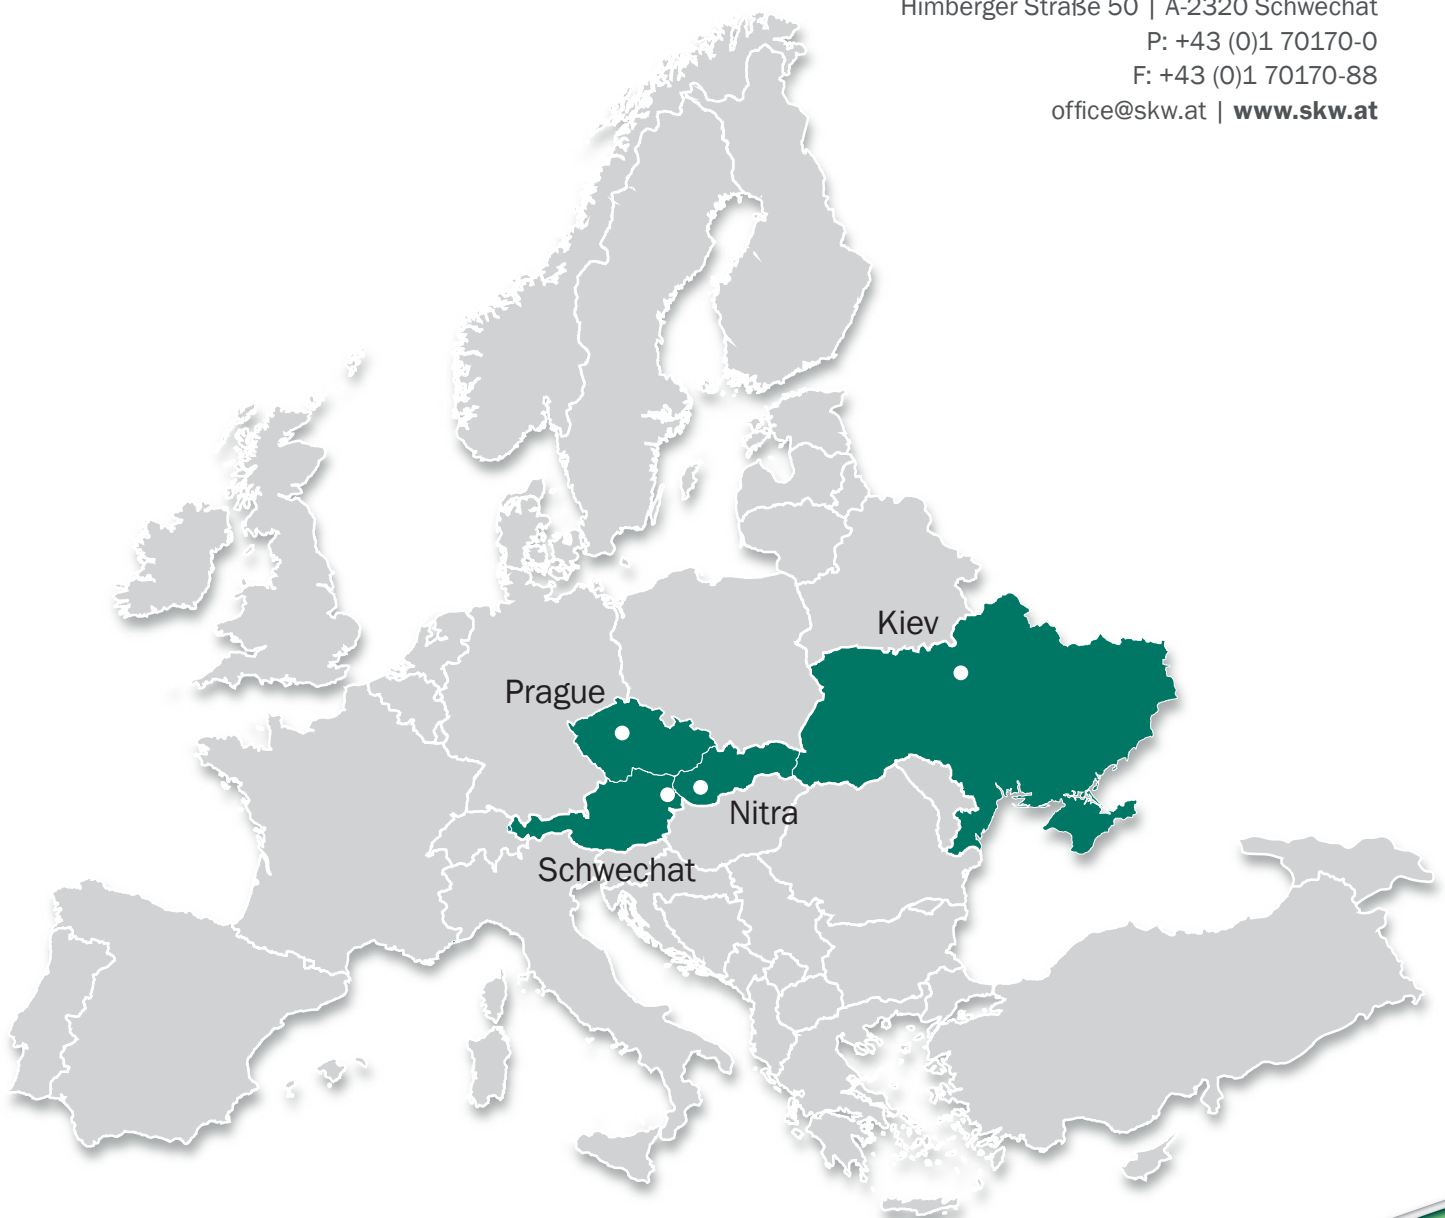 Himberger Straße 50 | A-2320 Schwechat
P: +43 (0)1 70170-0
F: +43 (0)1 70170-88
office@skw.at | www.skw.at
Kiev
Prague
Nitra
Schwechat